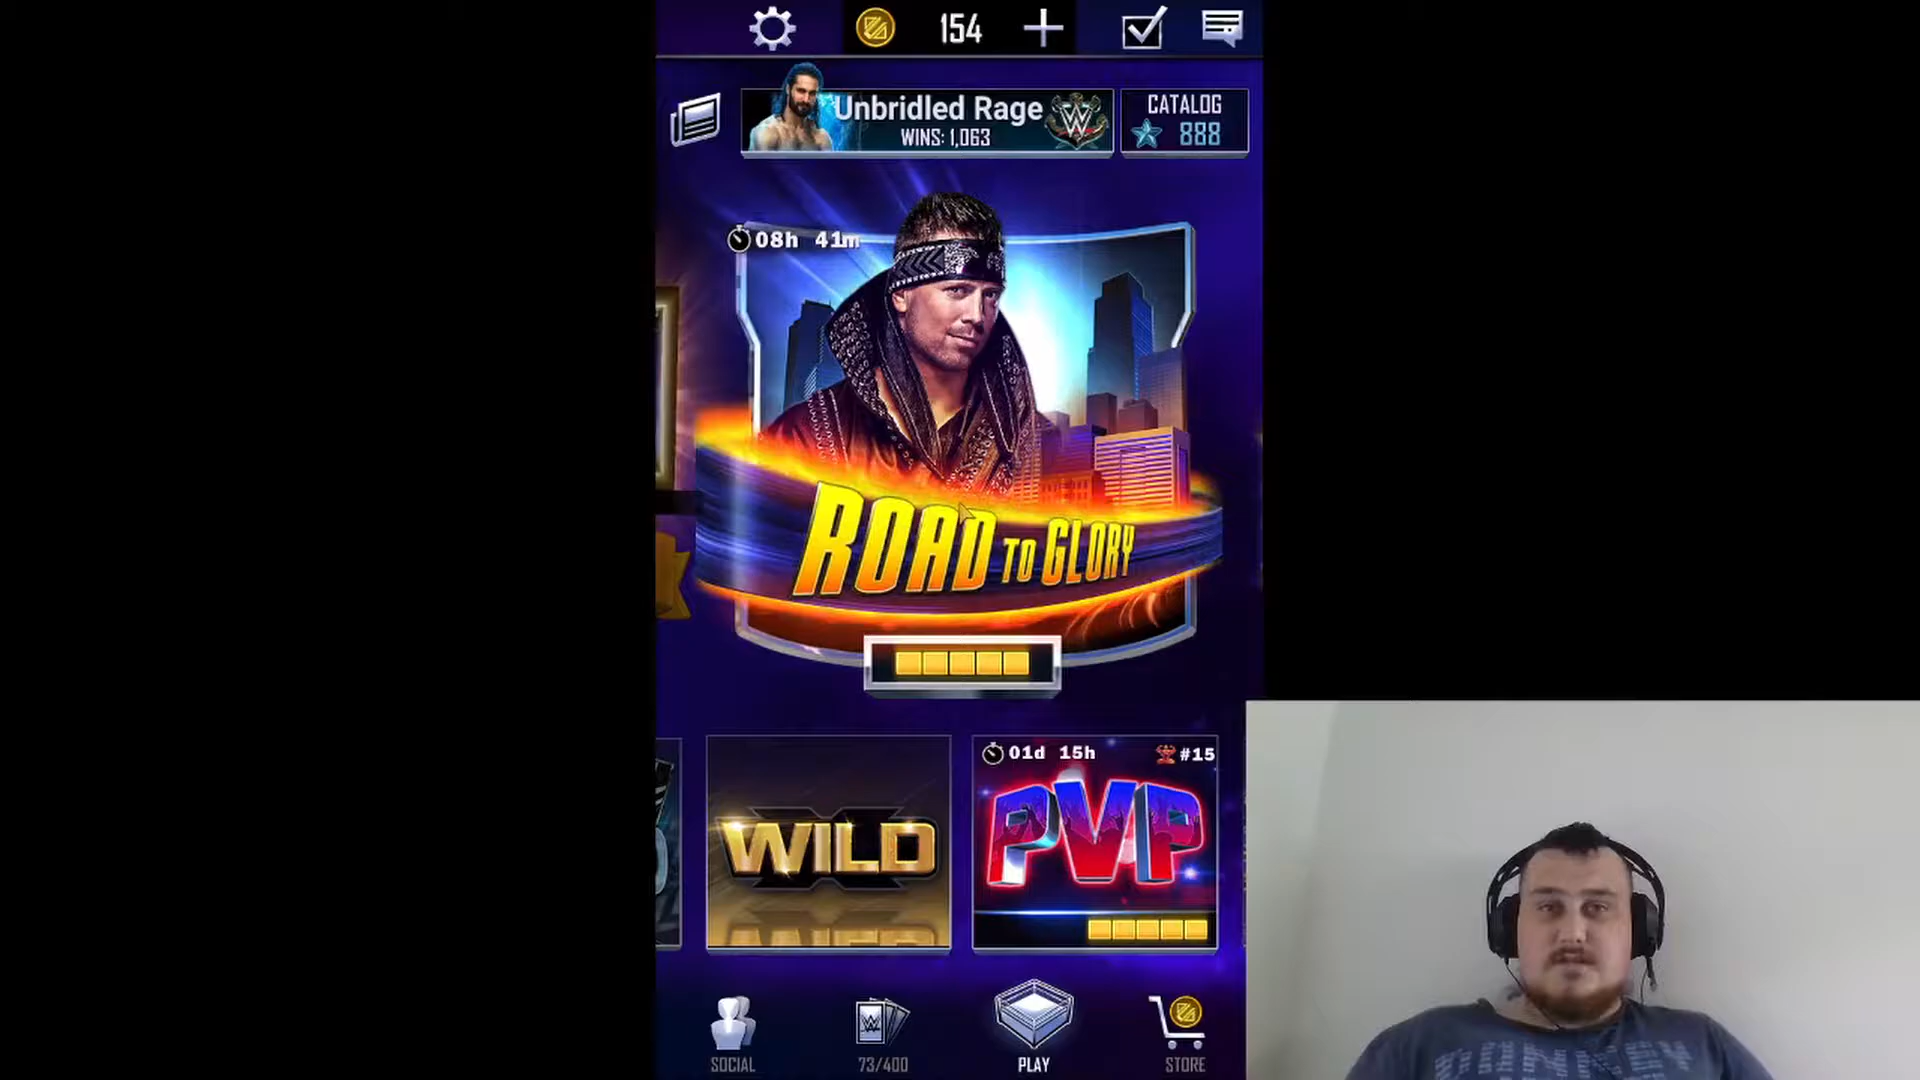 154
Unbridled Rage
WINS: 1,063
CATALOG
888
08h 41m
ROAD TO GLORY
WILD
01d 15h
#15
PVP
SOCIAL
73/400
PLAY
STORE